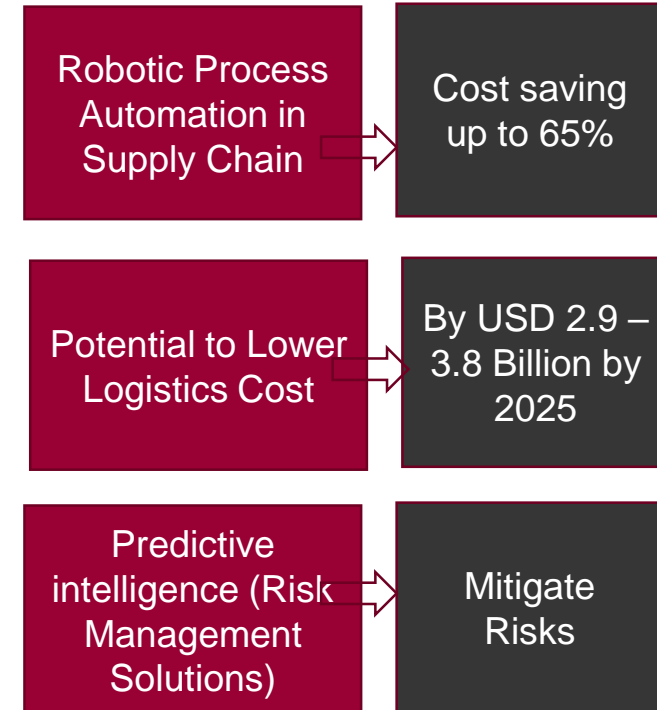 Robotic Process
Automation in
Supply Chain
Cost saving
up to 65%
Potential to Lower
Logistics Cost
By USD 2.9 –
3.8 Billion by
2025
Predictive
intelligence (Risk
Management
Solutions)
Mitigate
Risks